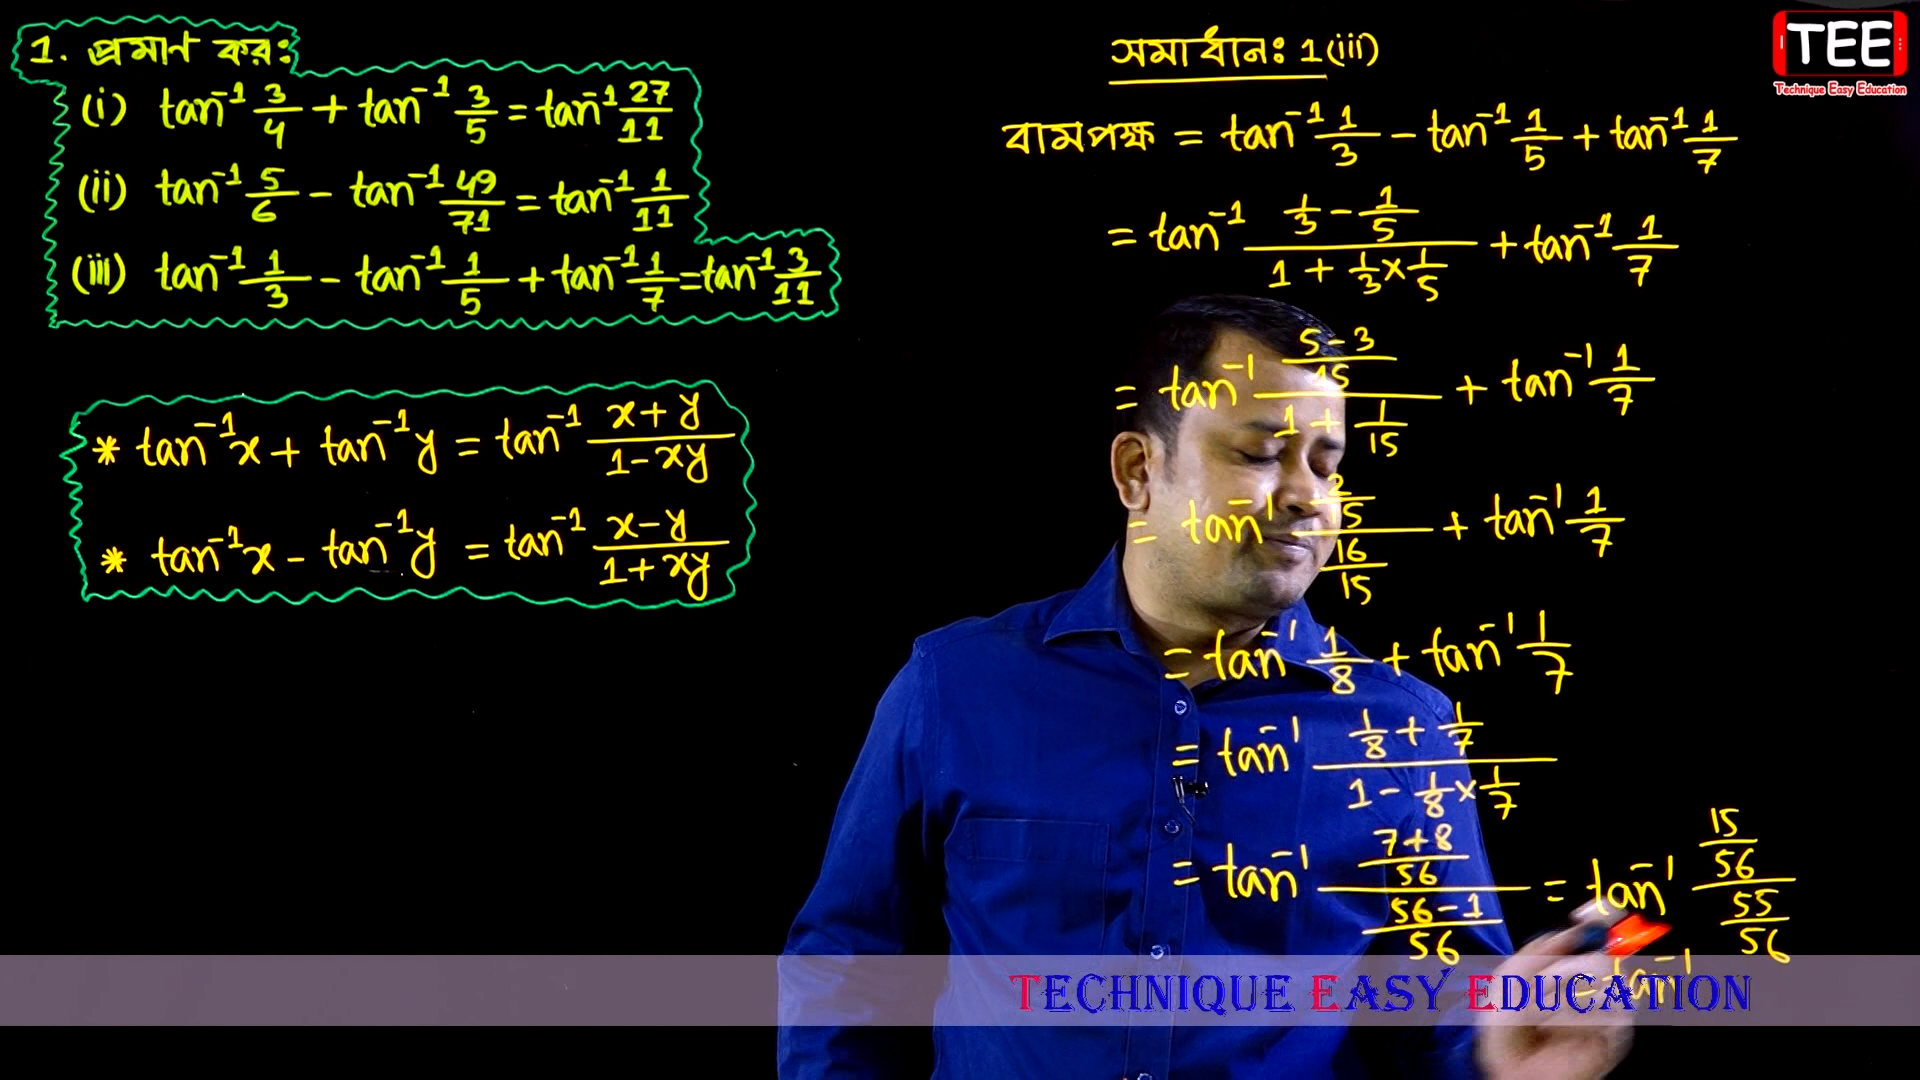 1. প্রমাণ কর:
(i) tan⁻¹ 3/4 + tan⁻¹ 3/5 = tan⁻¹ 27/11
(ii) tan⁻¹ 5/6 − tan⁻¹ 49/71 = tan⁻¹ 1/11
(iii) tan⁻¹ 1/3 − tan⁻¹ 1/5 + tan⁻¹ 1/7 = tan⁻¹ 3/11
* tan⁻¹x + tan⁻¹y = tan⁻¹ (x+y)/(1−xy)
* tan⁻¹x − tan⁻¹y = tan⁻¹ (x−y)/(1+xy)
সমাধান: 1(iii)
বামপক্ষ = tan⁻¹ 1/3 − tan⁻¹ 1/5 + tan⁻¹ 1/7
= tan⁻¹ (1/3 − 1/5)/(1 + 1/3 × 1/5) + tan⁻¹ 1/7
= tan⁻¹ ((5−3)/15)/(1 + 1/15) + tan⁻¹ 1/7
= tan⁻¹ (2/15)/(16/15) + tan⁻¹ 1/7
= tan⁻¹ 1/8 + tan⁻¹ 1/7
= tan⁻¹ (1/8 + 1/7)/(1 − 1/8 × 1/7)
= tan⁻¹ ((7+8)/56)/((56−1)/56) = tan⁻¹ (15/56)/(55/56)
= tan⁻¹
TEE
Technique Easy Education
TECHNIQUE EASY EDUCATION